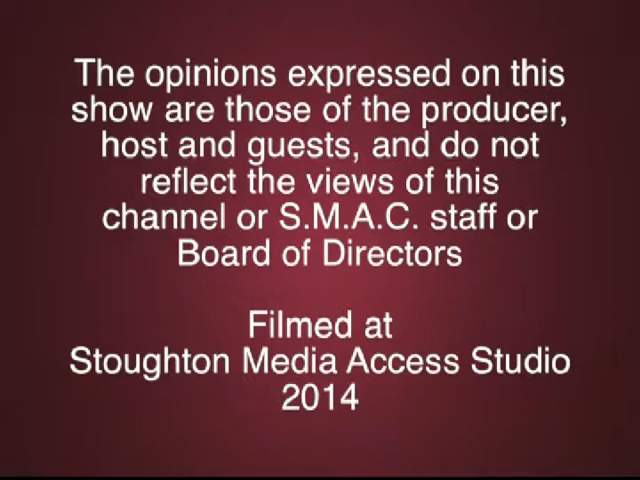 The opinions expressed on this
show are those of the producer,
host and guests, and do not
reflect the views of this
channel or S.M.A.C. staff or
Board of Directors
Filmed at
Stoughton Media Access Studio
2014